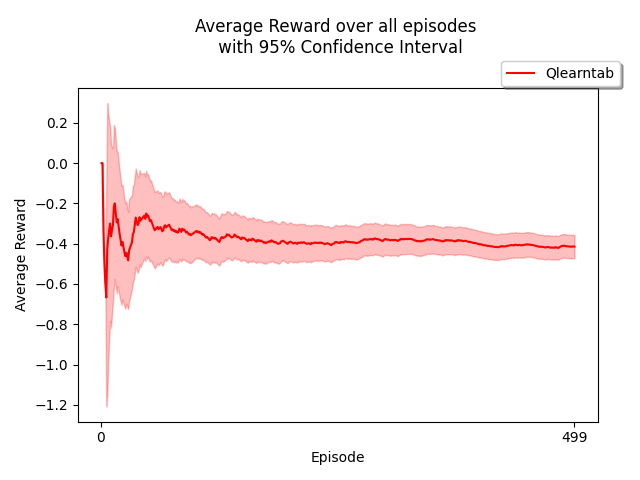 Average Reward over all episodes
with 95% Confidence Interval
Qlearntab
0.2
0.0
−0.2
−0.4
−0.6
−0.8
−1.0
−1.2
Average Reward
0
499
Episode